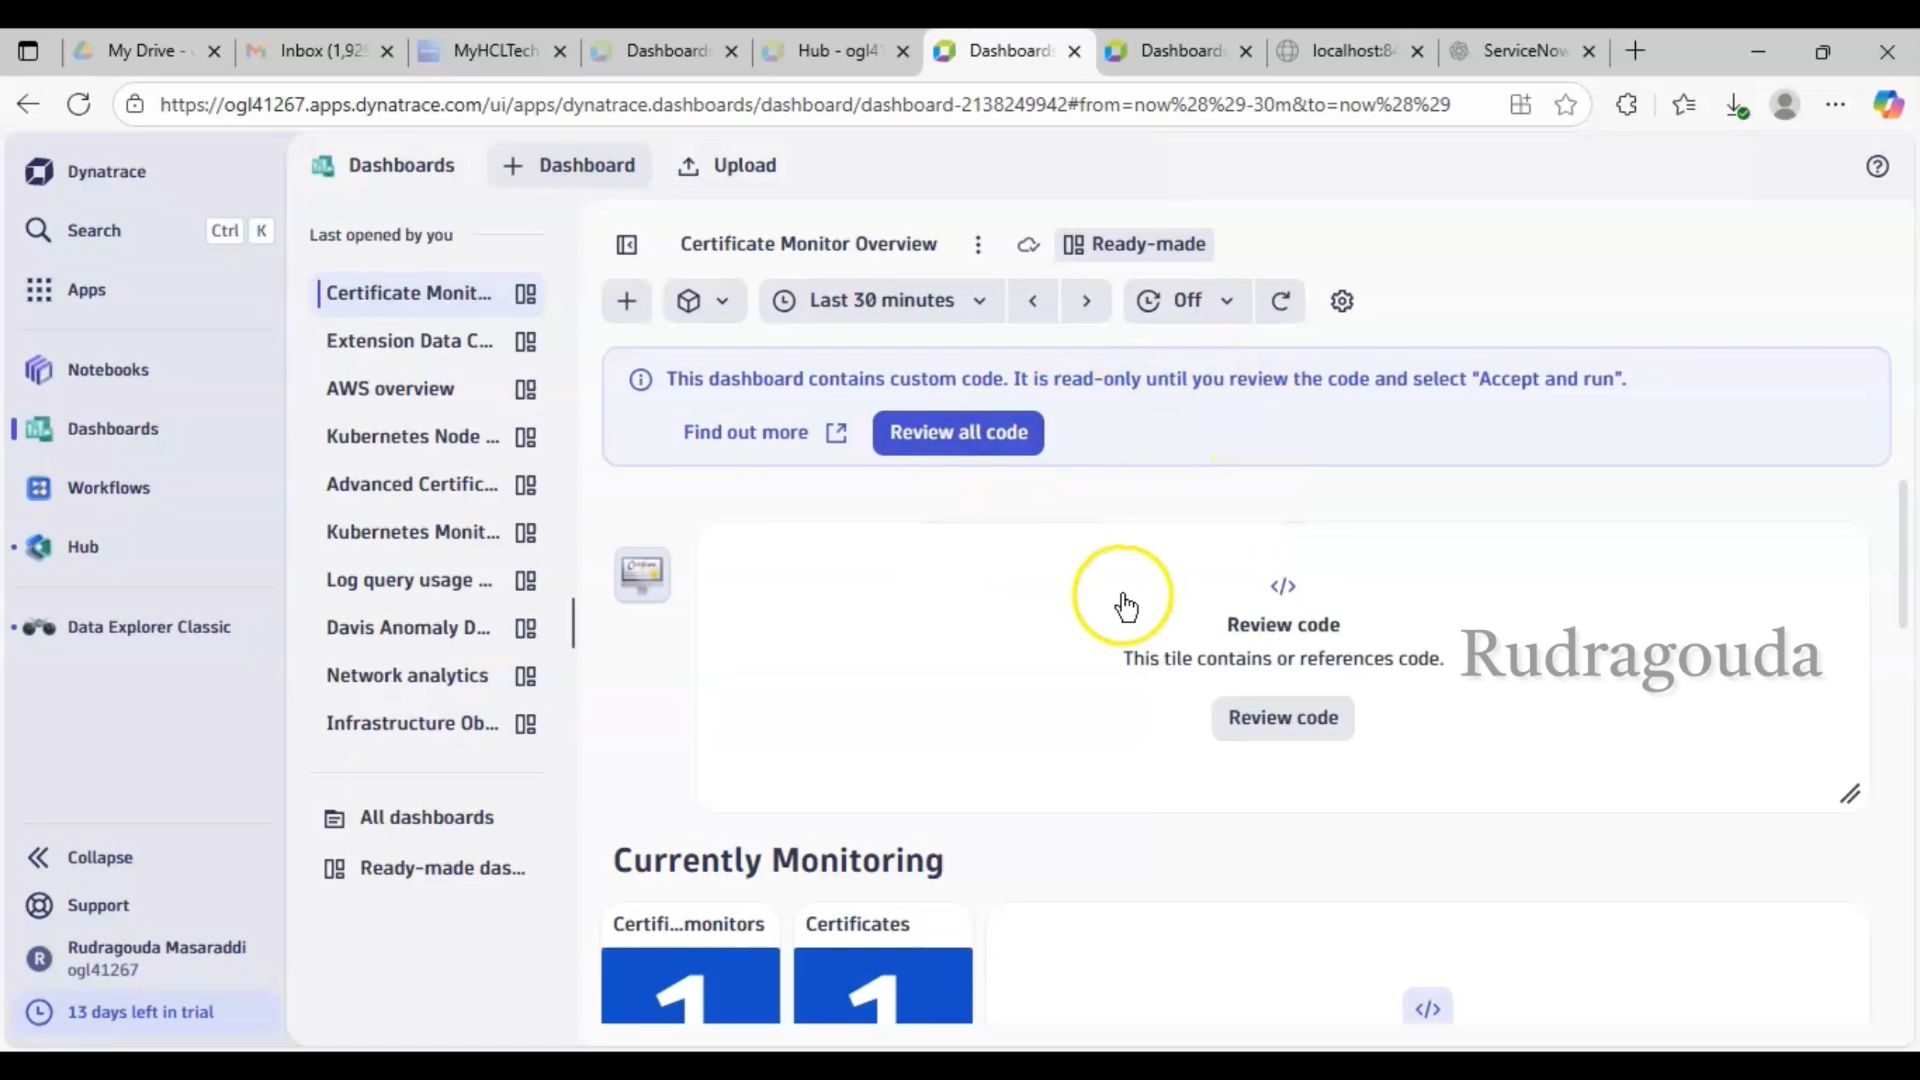 My Drive -
Inbox (1,929
MyHCLTech
Dashboard
Hub - ogl41
Dashboards
Dashboards
localhost:84
ServiceNow
https://ogl41267.apps.dynatrace.com/ui/apps/dynatrace.dashboards/dashboard/dashboard-2138249942#from=now%28%29-30m&to=now%28%29
Dynatrace
Search Ctrl K
Apps
Notebooks
Dashboards
Workflows
Hub
Data Explorer Classic
Collapse
Support
R Rudragouda Masaraddi
ogl41267
13 days left in trial
Dashboards
Dashboard
Upload
Last opened by you
Certificate Monit...
Extension Data C...
AWS overview
Kubernetes Node ...
Advanced Certific...
Kubernetes Monit...
Log query usage ...
Davis Anomaly D...
Network analytics
Infrastructure Ob...
All dashboards
Ready-made das...
Certificate Monitor Overview
Ready-made
Last 30 minutes
Off
This dashboard contains custom code. It is read-only until you review the code and select "Accept and run".
Find out more
Review all code
</>
Review code
This tile contains or references code.
Review code
Rudragouda
Currently Monitoring
Certifi...monitors
1
Certificates
1
</>